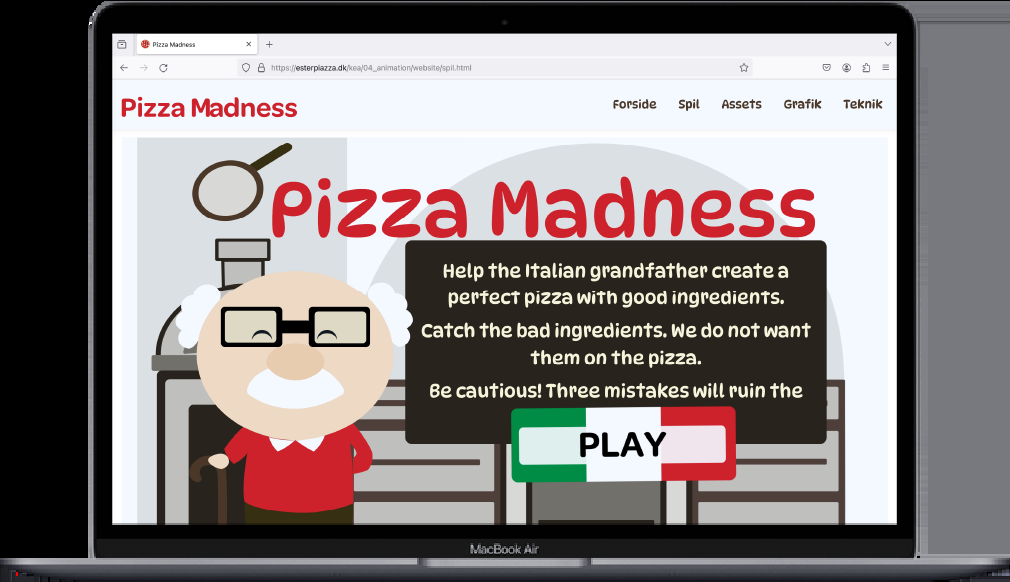 Pizza Madness
https://esterpiazza.dk/kea/04_animation/website/spil.html
Pizza Madness
Forside Spil Assets Grafik Teknik
Pizza Madness
Help the Italian grandfather create a
perfect pizza with good ingredients.
Catch the bad ingredients. We do not want
them on the pizza.
Be cautious! Three mistakes will ruin the
PLAY
MacBook Air